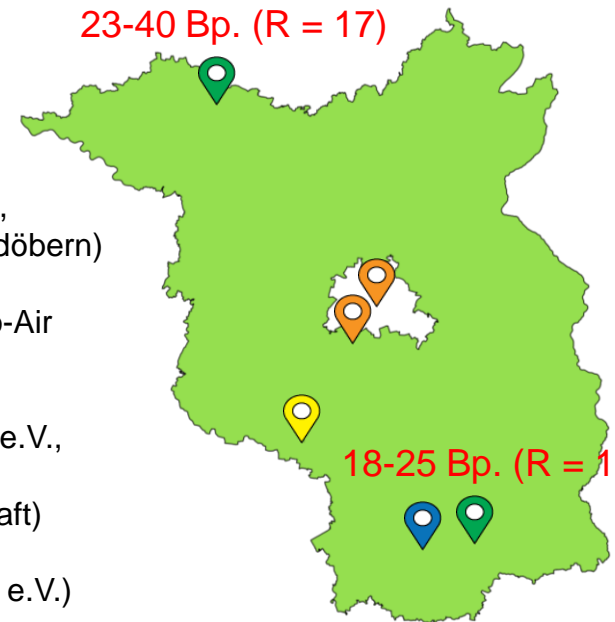 23-40 Bp. (R = 17)
,
döbern)
-Air
e.V.,
18-25 Bp. (R = 1
aft)
e.V.)